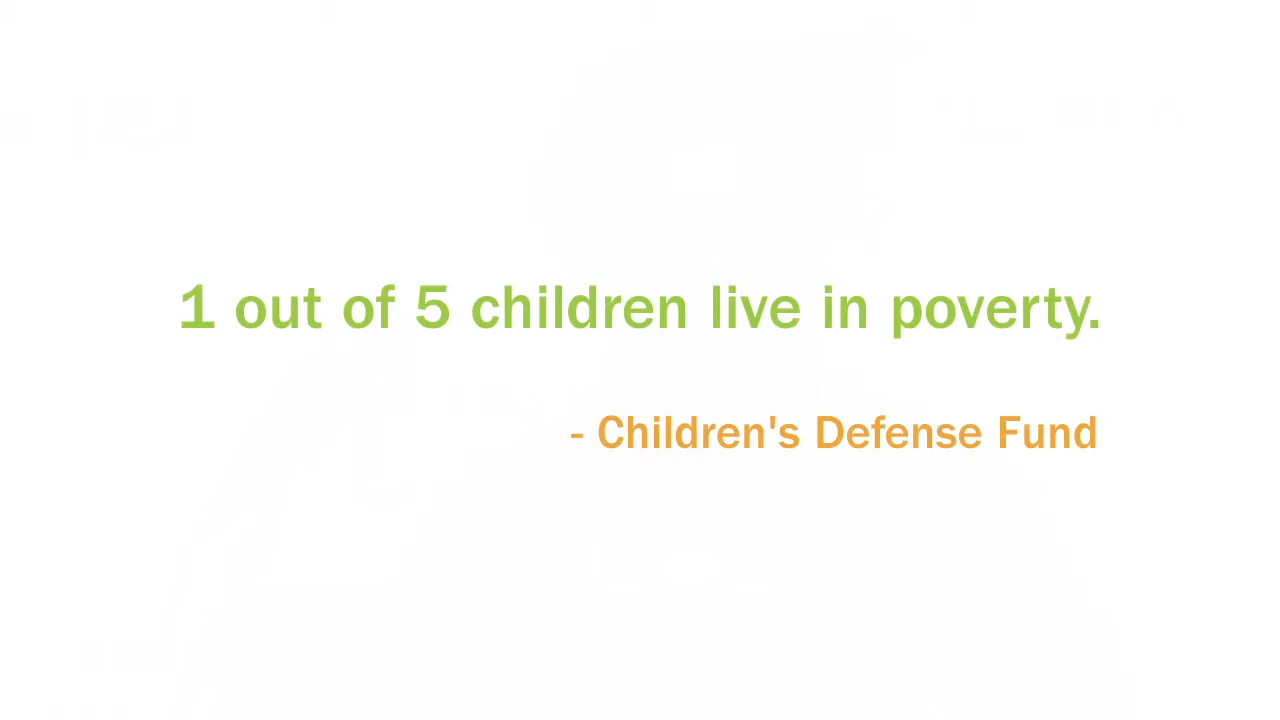 1 out of 5 children live in poverty.
- Children's Defense Fund